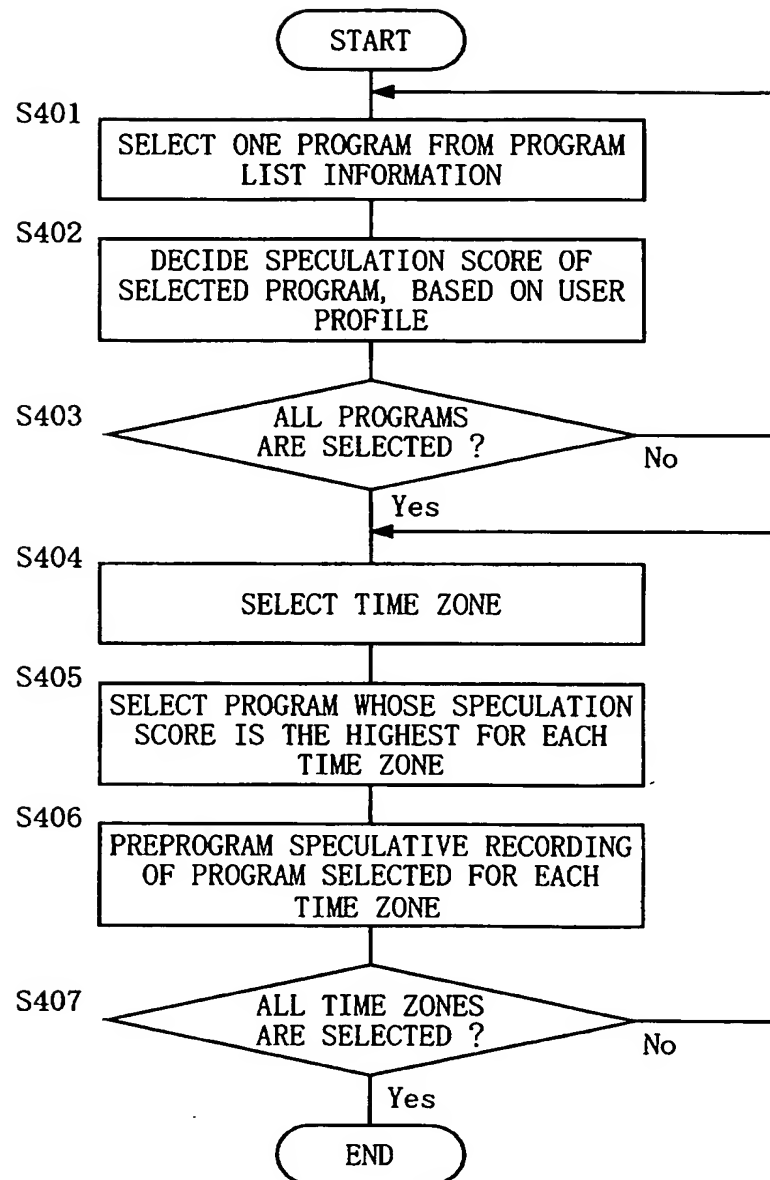 START
S401
SELECT ONE PROGRAM FROM PROGRAM
LIST INFORMATION
S402
DECIDE SPECULATION SCORE OF
SELECTED PROGRAM, BASED ON USER
PROFILE
S403
ALL PROGRAMS
ARE SELECTED ?
No
Yes
S404
SELECT TIME ZONE
S405
SELECT PROGRAM WHOSE SPECULATION
SCORE IS THE HIGHEST FOR EACH
TIME ZONE
S406
PREPROGRAM SPECULATIVE RECORDING
OF PROGRAM SELECTED FOR EACH
TIME ZONE
S407
ALL TIME ZONES
ARE SELECTED ?
No
Yes
END